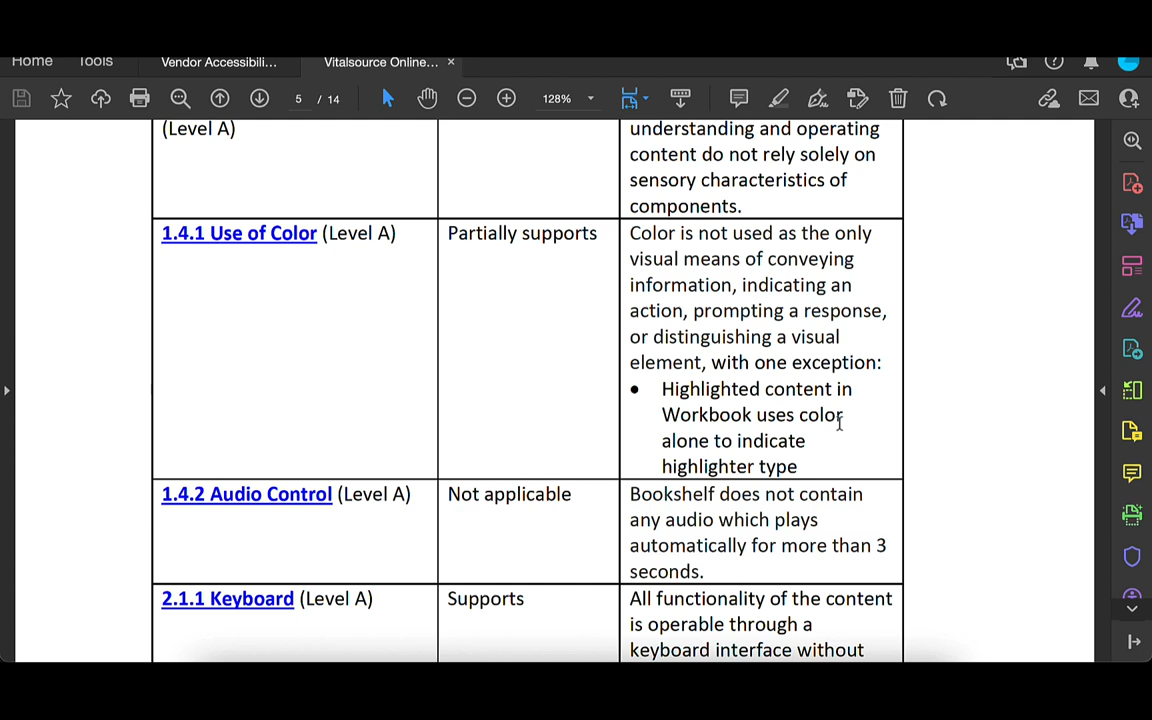 Home
Tools
Vendor Accessibili...
Vitalsource Online...
5 / 14
128%
(Level A)
understanding and operating
content do not rely solely on
sensory characteristics of
components.
1.4.1 Use of Color (Level A)
Partially supports
Color is not used as the only
visual means of conveying
information, indicating an
action, prompting a response,
or distinguishing a visual
element, with one exception:
• Highlighted content in
Workbook uses color
alone to indicate
highlighter type
1.4.2 Audio Control (Level A)
Not applicable
Bookshelf does not contain
any audio which plays
automatically for more than 3
seconds.
2.1.1 Keyboard (Level A)
Supports
All functionality of the content
is operable through a
keyboard interface without